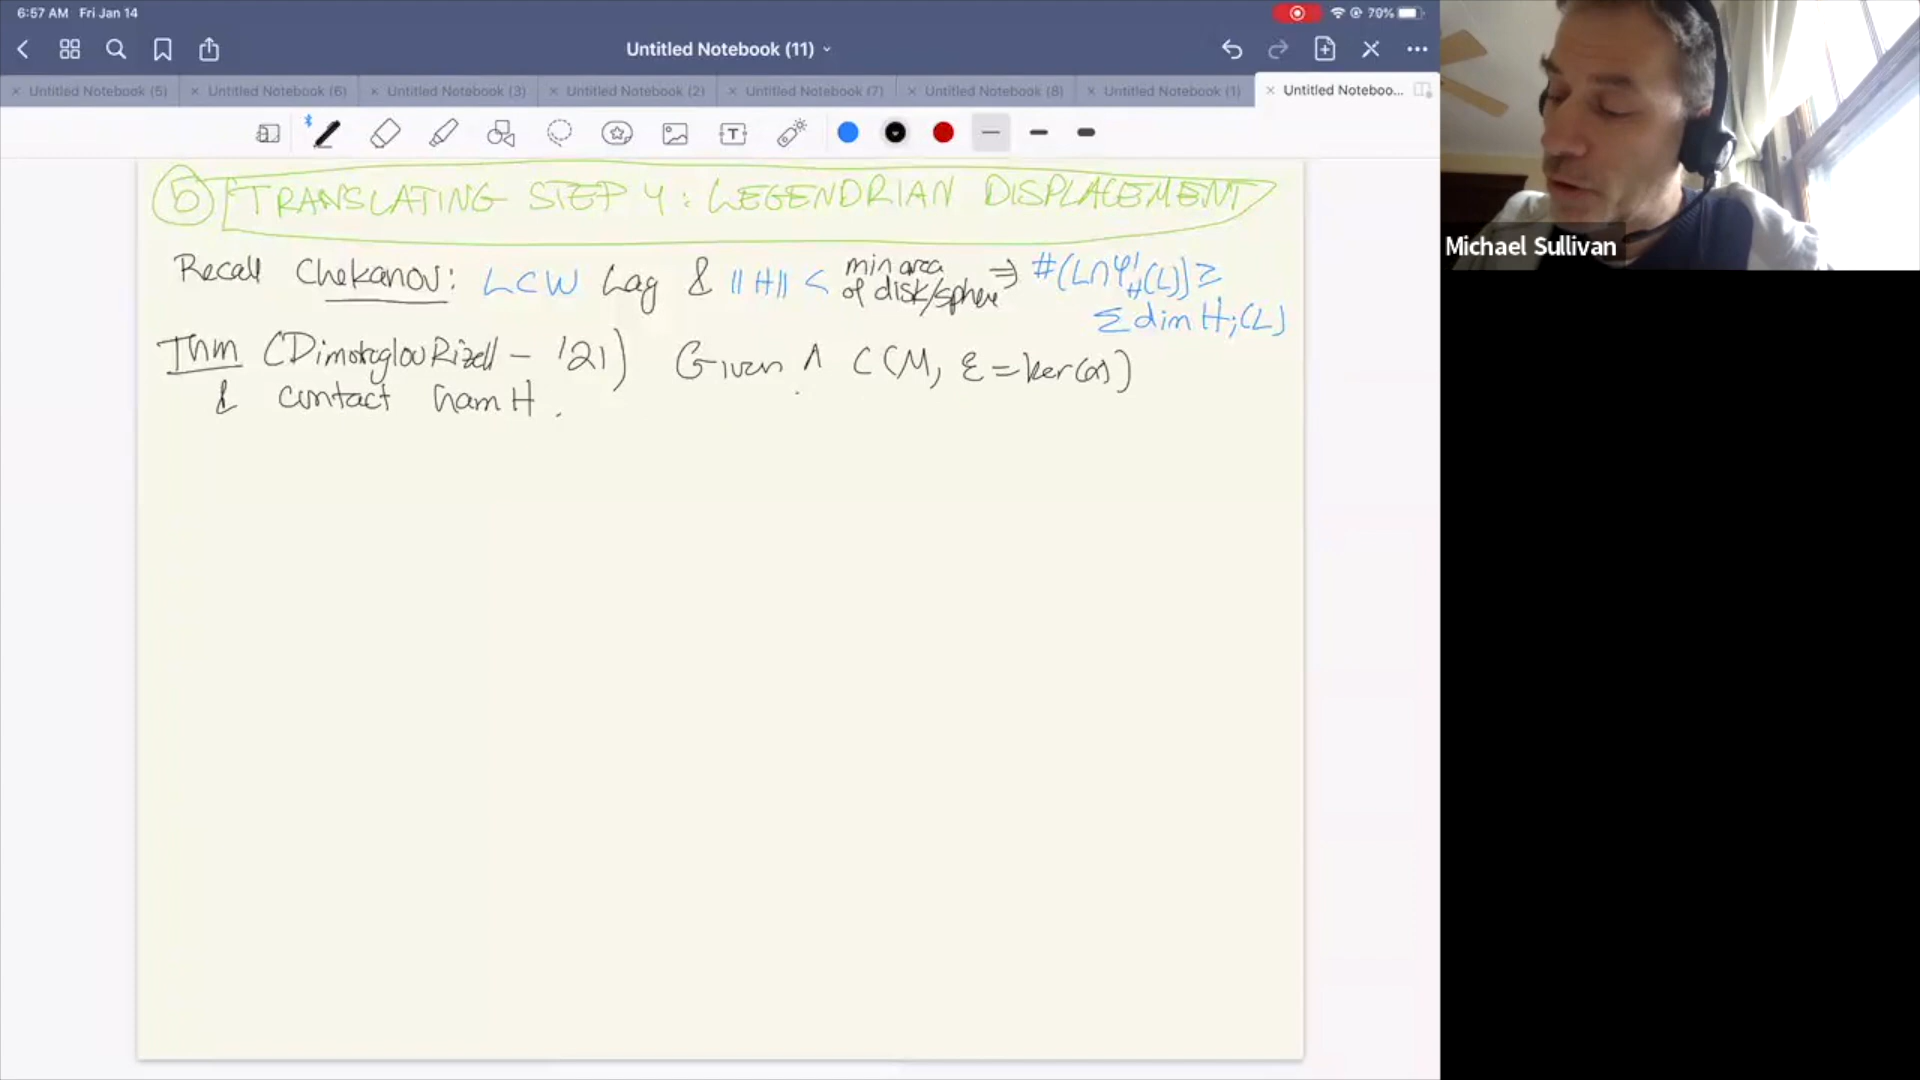 6:57 AM Fri Jan 14
79%
Untitled Notebook (11)
Untitled Notebook (5)
Untitled Notebook (6)
Untitled Notebook (3)
Untitled Notebook (2)
Untitled Notebook (7)
Untitled Notebook (8)
Untitled Notebook (1)
Untitled Noteboo...
⑤ TRANSLATING STEP 4: LEGENDRIAN DISPLACEMENT
Recall Chekanov: L⊂W Lag & ||H|| < min area of disk/sphere ⇒ #(L∩φ¹_H(L)) ≥
Σ dim H_i(L)
Thm (Dimitroglou Rizell – '21) Given Λ ⊂ (M, ξ = ker(α))
& contact ham H.
Michael Sullivan